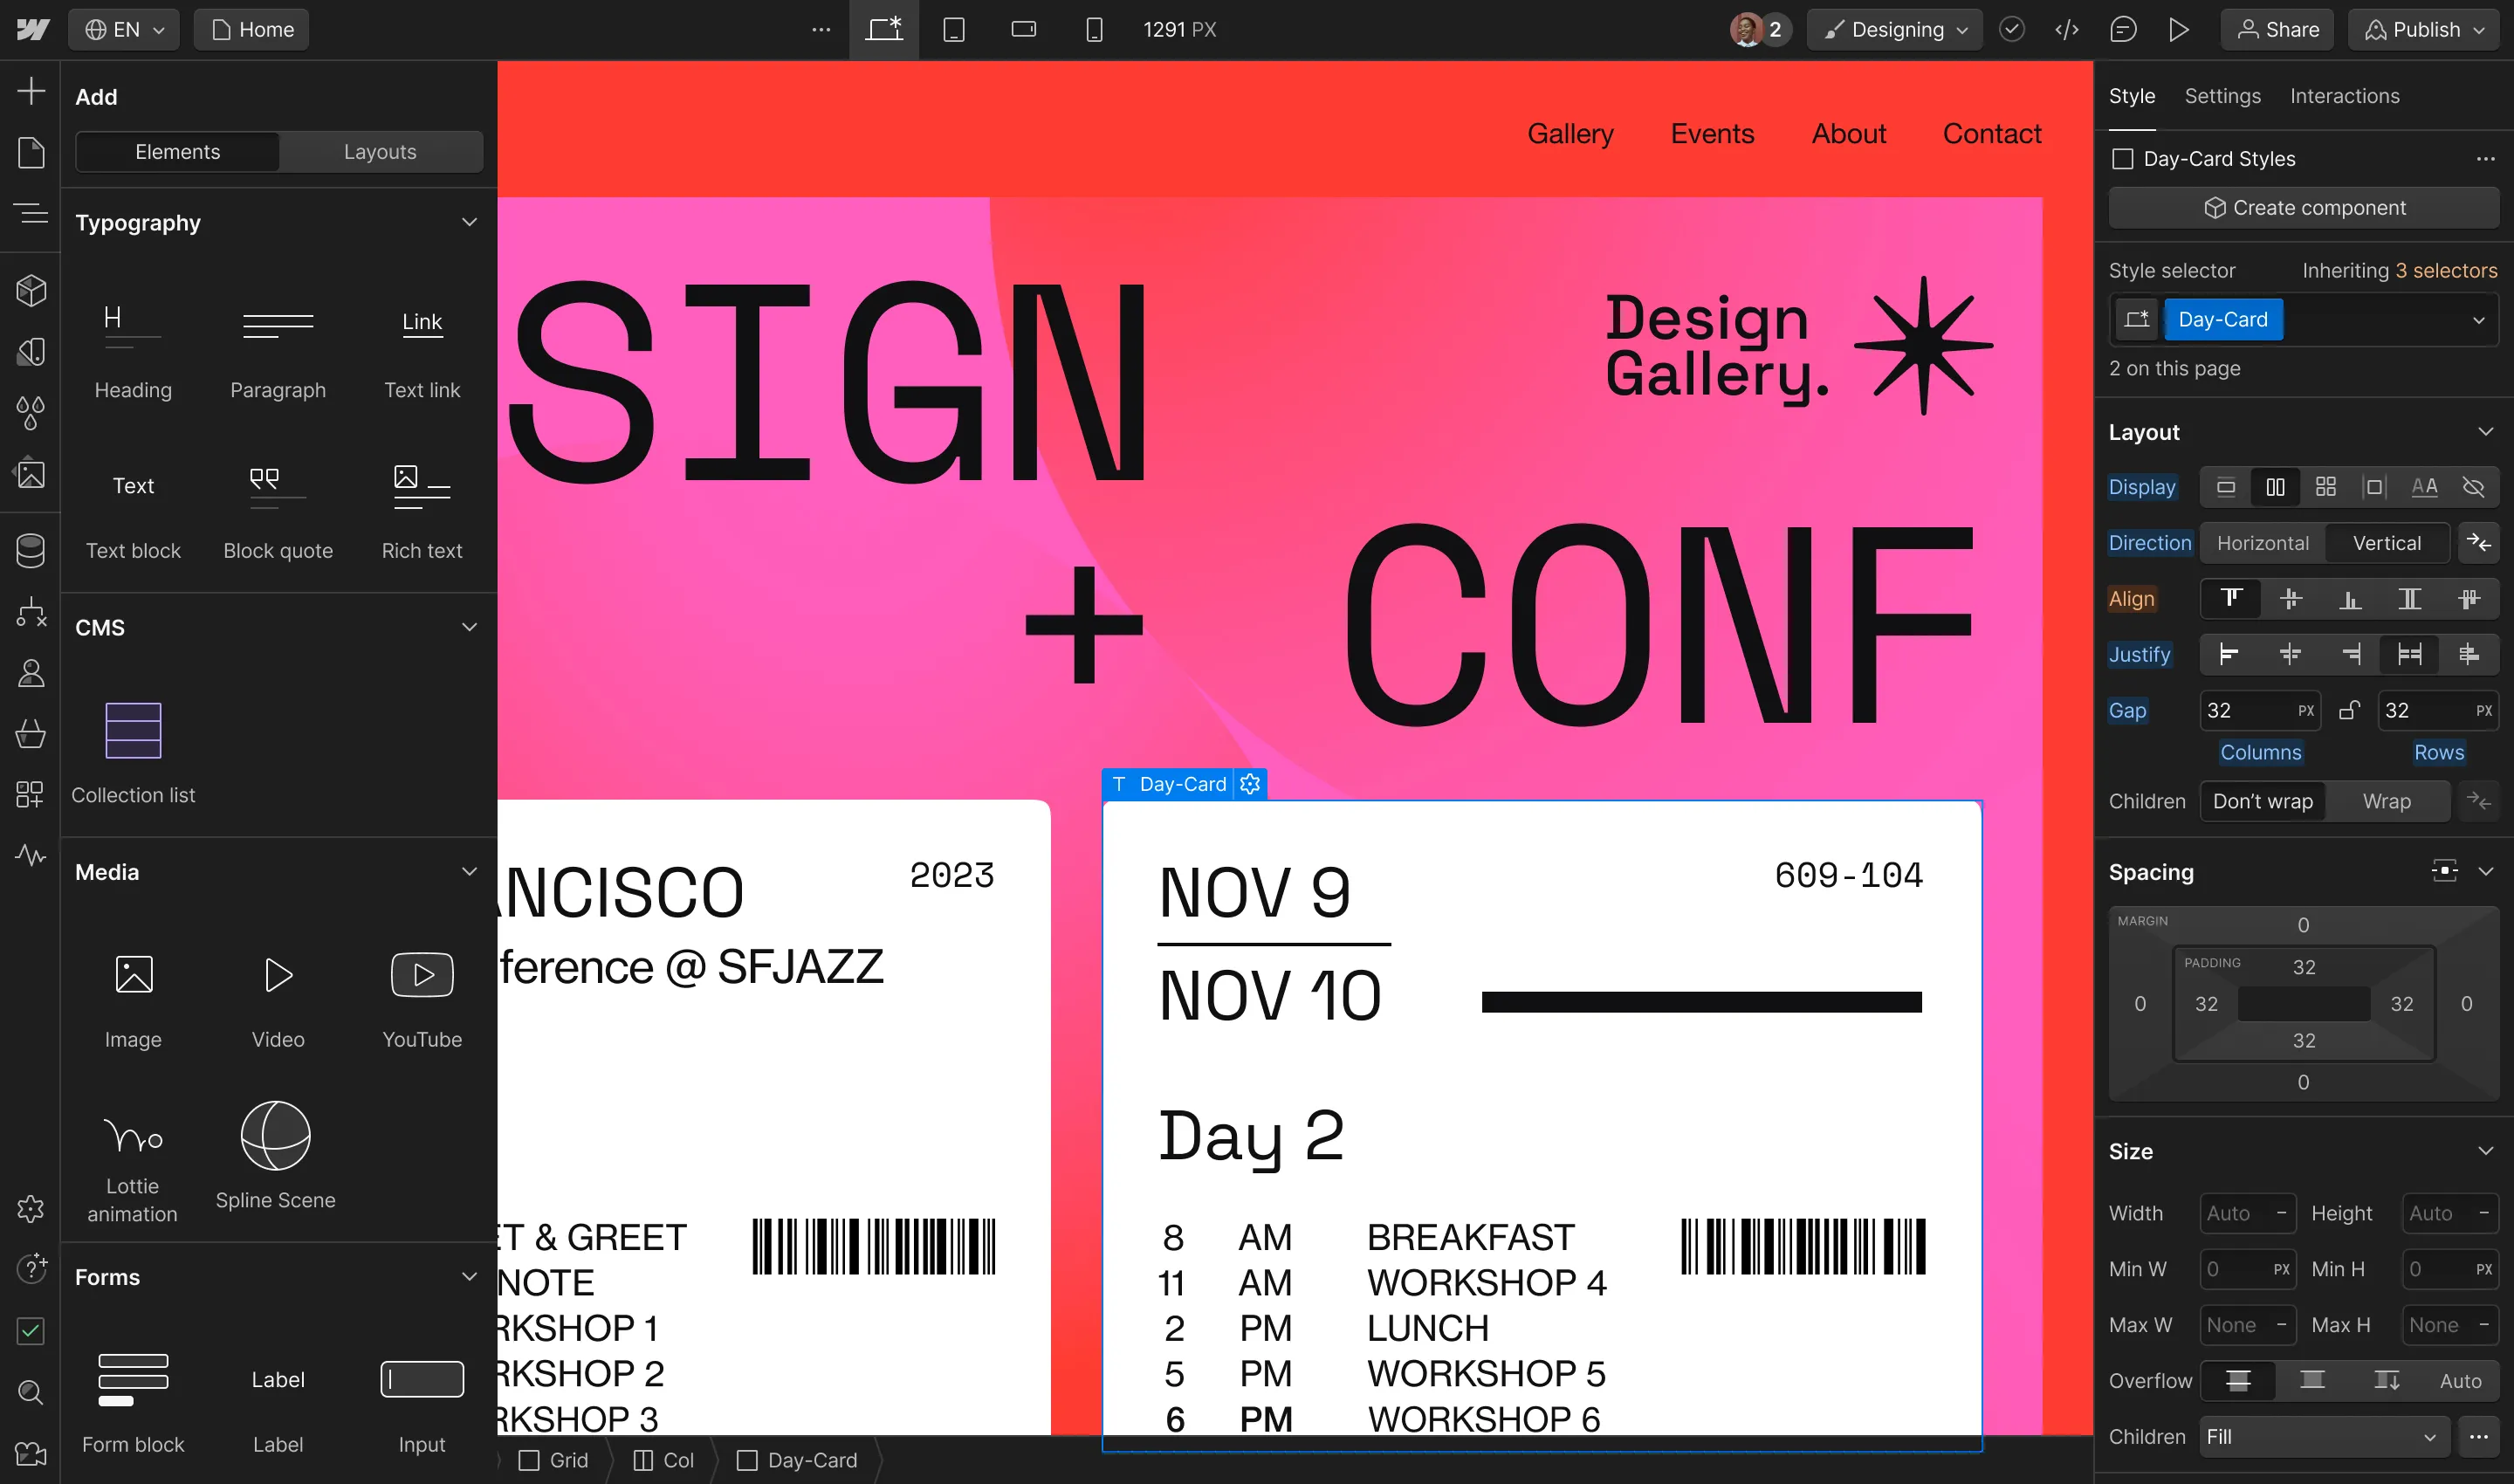 EN
Home
1291 PX
2
Designing
Share
Publish
Add
Elements
Layouts
Typography
H
Link
Heading
Paragraph
Text link
Text
Text block
Block quote
Rich text
CMS
Collection list
Media
Image
Video
YouTube
Lottie
animation
Spline Scene
Forms
Label
Form block
Label
Input
Gallery
Events
About
Contact
SIGN
Design
Gallery.
+ CONF
Day-Card
NCISCO
2023
ference @ SFJAZZ
ET & GREET
NOTE
RKSHOP 1
RKSHOP 2
RKSHOP 3
NOV 9
609-104
NOV 10
Day 2
8 AM BREAKFAST
11 AM WORKSHOP 4
2 PM LUNCH
5 PM WORKSHOP 5
6 PM WORKSHOP 6
Grid
Col
Day-Card
Style
Settings
Interactions
Day-Card Styles
Create component
Style selector
Inheriting 3 selectors
Day-Card
2 on this page
Layout
Display
AA
Direction
Horizontal
Vertical
Align
Justify
Gap
32 PX
32 PX
Columns
Rows
Children
Don’t wrap
Wrap
Spacing
MARGIN
0
PADDING
32
0
32
32
0
32
0
Size
Width
Auto –
Height
Auto –
Min W
0 PX
Min H
0 PX
Max W
None –
Max H
None –
Overflow
Auto
Children
Fill